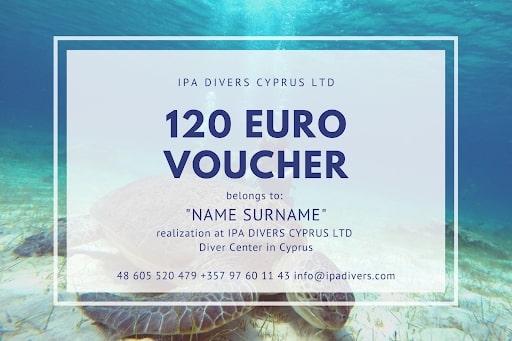 IPA DIVERS CYPRUS LTD
120 EURO
VOUCHER
belongs to:
"NAME SURNAME"
realization at IPA DIVERS CYPRUS LTD
Diver Center in Cyprus
48 605 520 479 +357 97 60 11 43 info@ipadivers.com